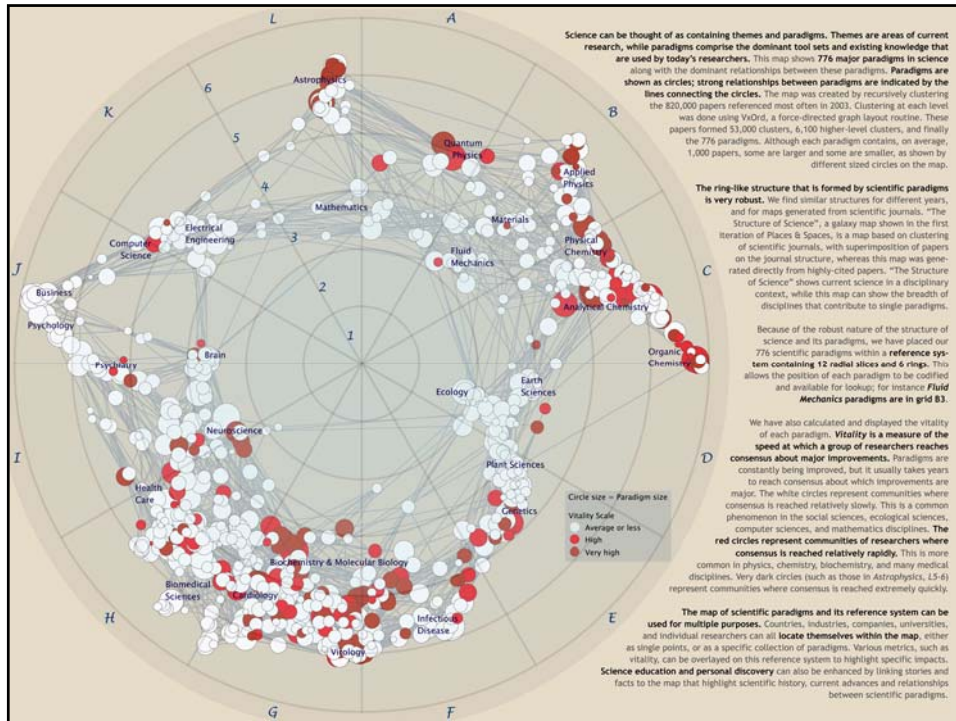 L
A
K
B
J
C
I
D
H
E
G
F
6
5
4
3
2
1
Astrophysics
Quantum
Physics
Applied
Physics
Mathematics
Materials
Electrical
Engineering
Computer
Science
Fluid
Mechanics
Physical
Chemistry
Business
Psychology
Analytical Chemistry
Organic
Chemistry
Psychiatry
Brain
Earth
Sciences
Ecology
Neuroscience
Plant Sciences
Health
Care
Genetics
Biochemistry & Molecular Biology
Biomedical
Sciences
Cardiology
Infectious
Disease
Virology
Circle size = Paradigm size
Vitality Scale
Average or less
High
Very high
Science can be thought of as containing themes and paradigms. Themes are areas of current
research, while paradigms comprise the dominant tool sets and existing knowledge that
are used by today's researchers. This map shows 776 major paradigms in science
along with the dominant relationships between these paradigms. Paradigms are
shown as circles; strong relationships between paradigms are indicated by the
lines connecting the circles. The map was created by recursively clustering
the 820,000 papers referenced most often in 2003. Clustering at each level
was done using VxOrd, a force-directed graph layout routine. These
papers formed 53,000 clusters, 6,100 higher-level clusters, and finally
the 776 paradigms. Although each paradigm contains, on average,
1,000 papers, some are larger and some are smaller, as shown by
different sized circles on the map.
The ring-like structure that is formed by scientific paradigms
is very robust. We find similar structures for different years,
and for maps generated from scientific journals. "The
Structure of Science", a galaxy map shown in the first
iteration of Places & Spaces, is a map based on clustering
of scientific journals, with superimposition of papers
on the journal structure, whereas this map was gene-
rated directly from highly-cited papers. "The Structure
of Science" shows current science in a disciplinary
context, while this map can show the breadth of
disciplines that contribute to single paradigms.
Because of the robust nature of the structure of
science and its paradigms, we have placed our
776 scientific paradigms within a reference sys-
tem containing 12 radial slices and 6 rings. This
allows the position of each paradigm to be codified
and available for lookup; for instance Fluid
Mechanics paradigms are in grid B3.
We have also calculated and displayed the vitality
of each paradigm. Vitality is a measure of the
speed at which a group of researchers reaches
consensus about major improvements. Paradigms are
constantly being improved, but it usually takes years
to reach consensus about which improvements are
major. The white circles represent communities where
consensus is reached relatively slowly. This is a common
phenomenon in the social sciences, ecological sciences,
computer sciences, and mathematics disciplines. The
red circles represent communities of researchers where
consensus is reached relatively rapidly. This is more
common in physics, chemistry, biochemistry, and many medical
disciplines. Very dark circles (such as those in Astrophysics, L5-6)
represent communities where consensus is reached extremely quickly.
The map of scientific paradigms and its reference system can be
used for multiple purposes. Countries, industries, companies, universities,
and individual researchers can all locate themselves within the map, either
as single points, or as a specific collection of paradigms. Various metrics, such as
vitality, can be overlayed on this reference system to highlight specific impacts.
Science education and personal discovery can also be enhanced by linking stories and
facts to the map that highlight scientific history, current advances and relationships
between scientific paradigms.